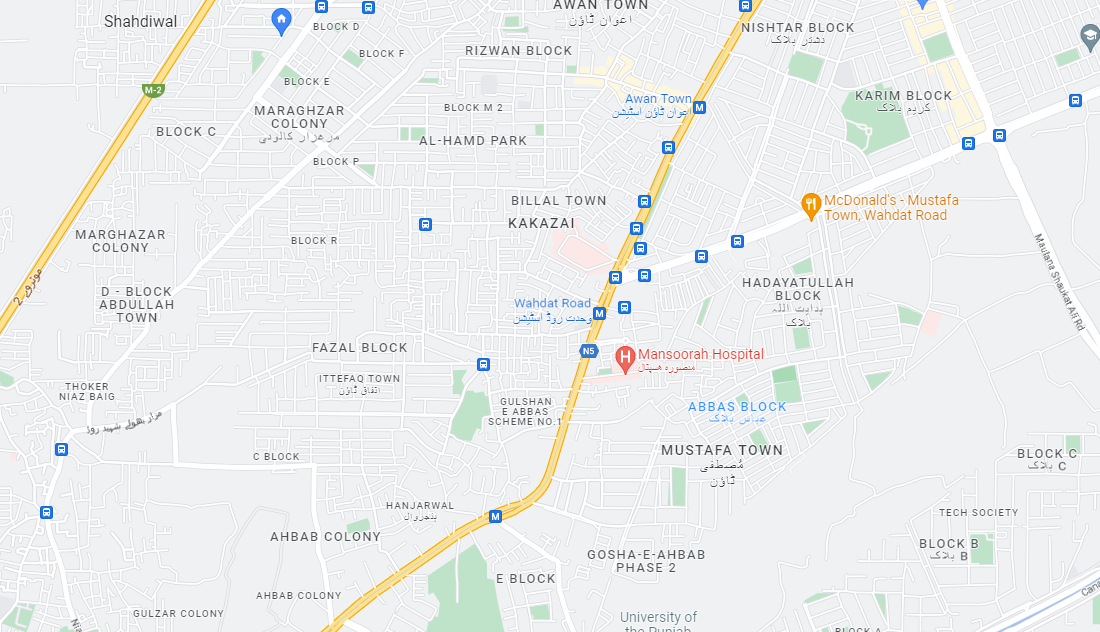 AWAN TOWN
اعوان ٹاؤن
Shahdiwal
BLOCK D
NISHTAR BLOCK
نشتر بلاک
RIZWAN BLOCK
BLOCK F
BLOCK E
M-2
KARIM BLOCK
کریم بلاک
Awan Town
اعوان ٹاؤن اسٹیشن
M
BLOCK M 2
MARAGHZAR
COLONY
مرغزار کالونی
BLOCK C
AL-HAMD PARK
BLOCK P
BILLAL TOWN
KAKAZAI
McDonald's - Mustafa
Town, Wahdat Road
MARGHAZAR
COLONY
BLOCK R
Maulana Shaukat Ali Rd
موٹروے 2
D - BLOCK
ABDULLAH
TOWN
HADAYATULLAH
BLOCK
ہدایت اللہ
بلاک
Wahdat Road
وحدت روڈ اسٹیشن
M
FAZAL BLOCK
N5
H
Mansoorah Hospital
منصورہ ہسپتال
ITTEFAQ TOWN
اتفاق ٹاؤن
THOKER
NIAZ BAIG
GULSHAN
E ABBAS
SCHEME NO.1
ABBAS BLOCK
عباس بلاک
MUSTAFA TOWN
مُصطفی
ٹاؤن
C BLOCK
BLOCK C
بلاک C
HANJARWAL
ہنجروال
M
TECH SOCIETY
AHBAB COLONY
BLOCK B
بلاک B
GOSHA-E-AHBAB
PHASE 2
E BLOCK
AHBAB COLONY
GULZAR COLONY
University of
the Punjab
BLOCK A